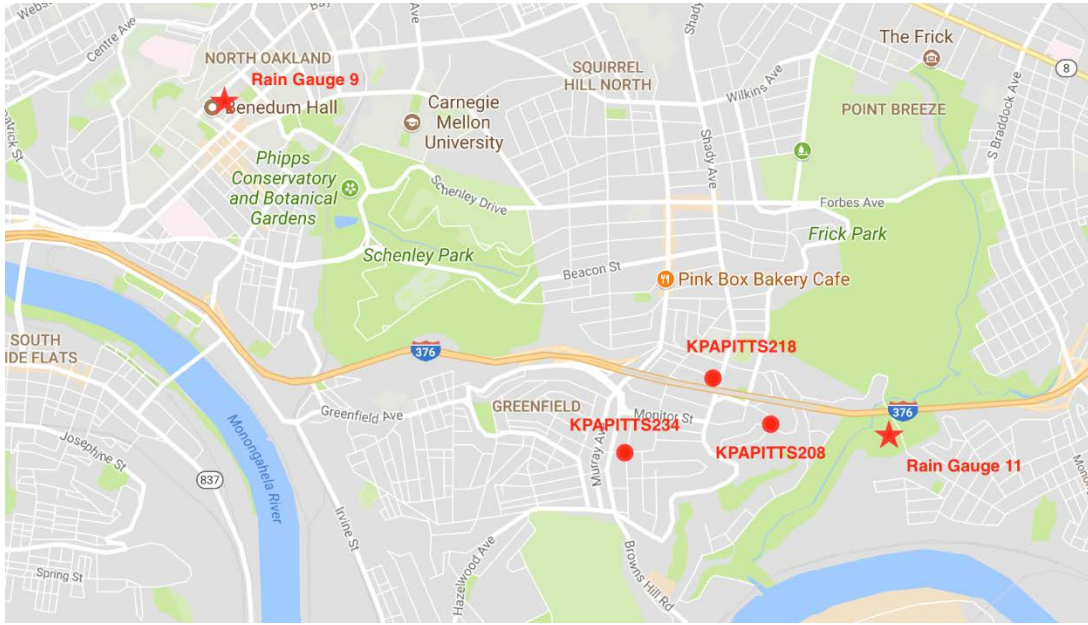 Webs
Centre Ave
Bay
NORTH OAKLAND
Rain Gauge 9
Benedum Hall
Carnegie
Mellon
University
SQUIRREL
HILL NORTH
Shady
Wilkins Ave
The Frick
8
POINT BREEZE
S Braddock Ave
Phipps
Conservatory
and Botanical
Gardens
Schenley Drive
Shady Ave
Forbes Ave
Frick Park
Schenley Park
Beacon St
Pink Box Bakery Cafe
SOUTH
IDE FLATS
376
KPAPITTS218
Greenfield Ave
GREENFIELD
Monitor St
KPAPITTS234
Murray Ave
KPAPITTS208
376
Rain Gauge 11
Monongahela River
Josephine St
837
Irvine St
Spring St
Hazelwood Ave
Browns Hill Rd